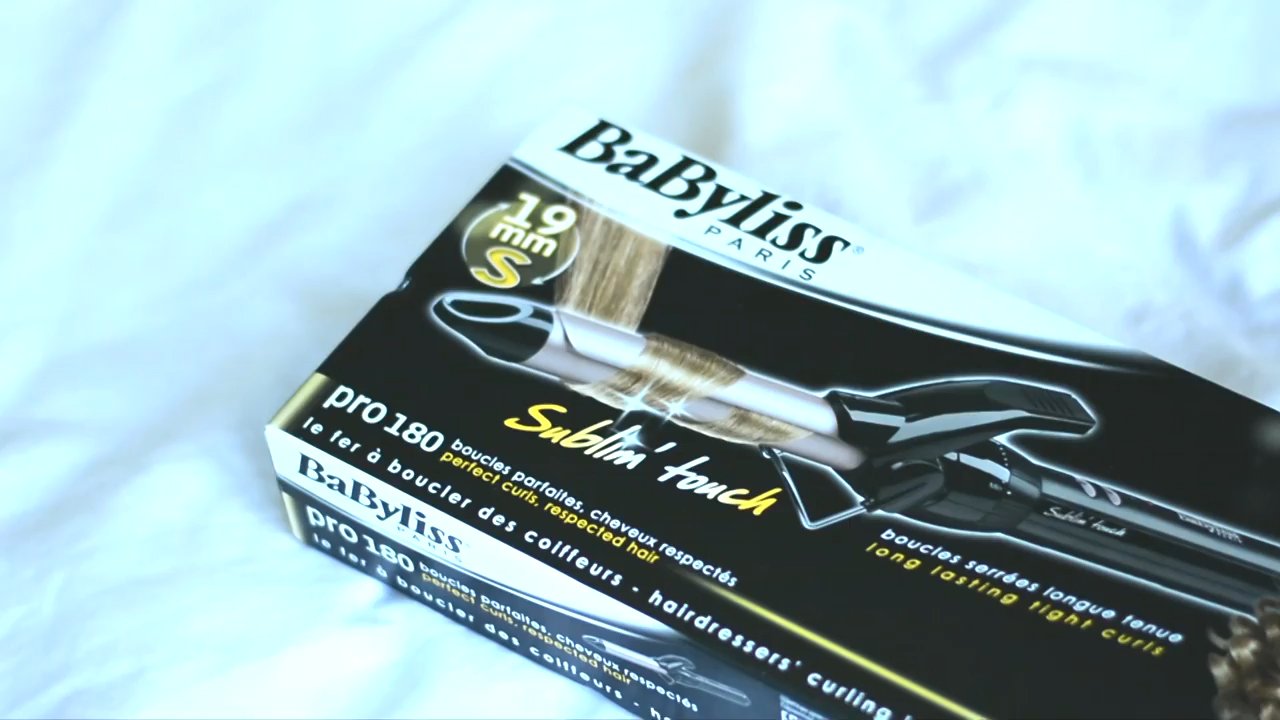 BaByliss®
PARIS
19
mm
S
Sublim' touch
pro 180
boucles parfaites, cheveux respectés
perfect curls, respected hair
le fer à boucler des coiffeurs - hairdressers' curling
Sublim' touch
boucles serrées longue tenue
long lasting tight curls
BaByliss
PARIS
pro 180
boucles parfaites, cheveux respectés
perfect curls, respected hair
le fer à boucler des coiffeurs -